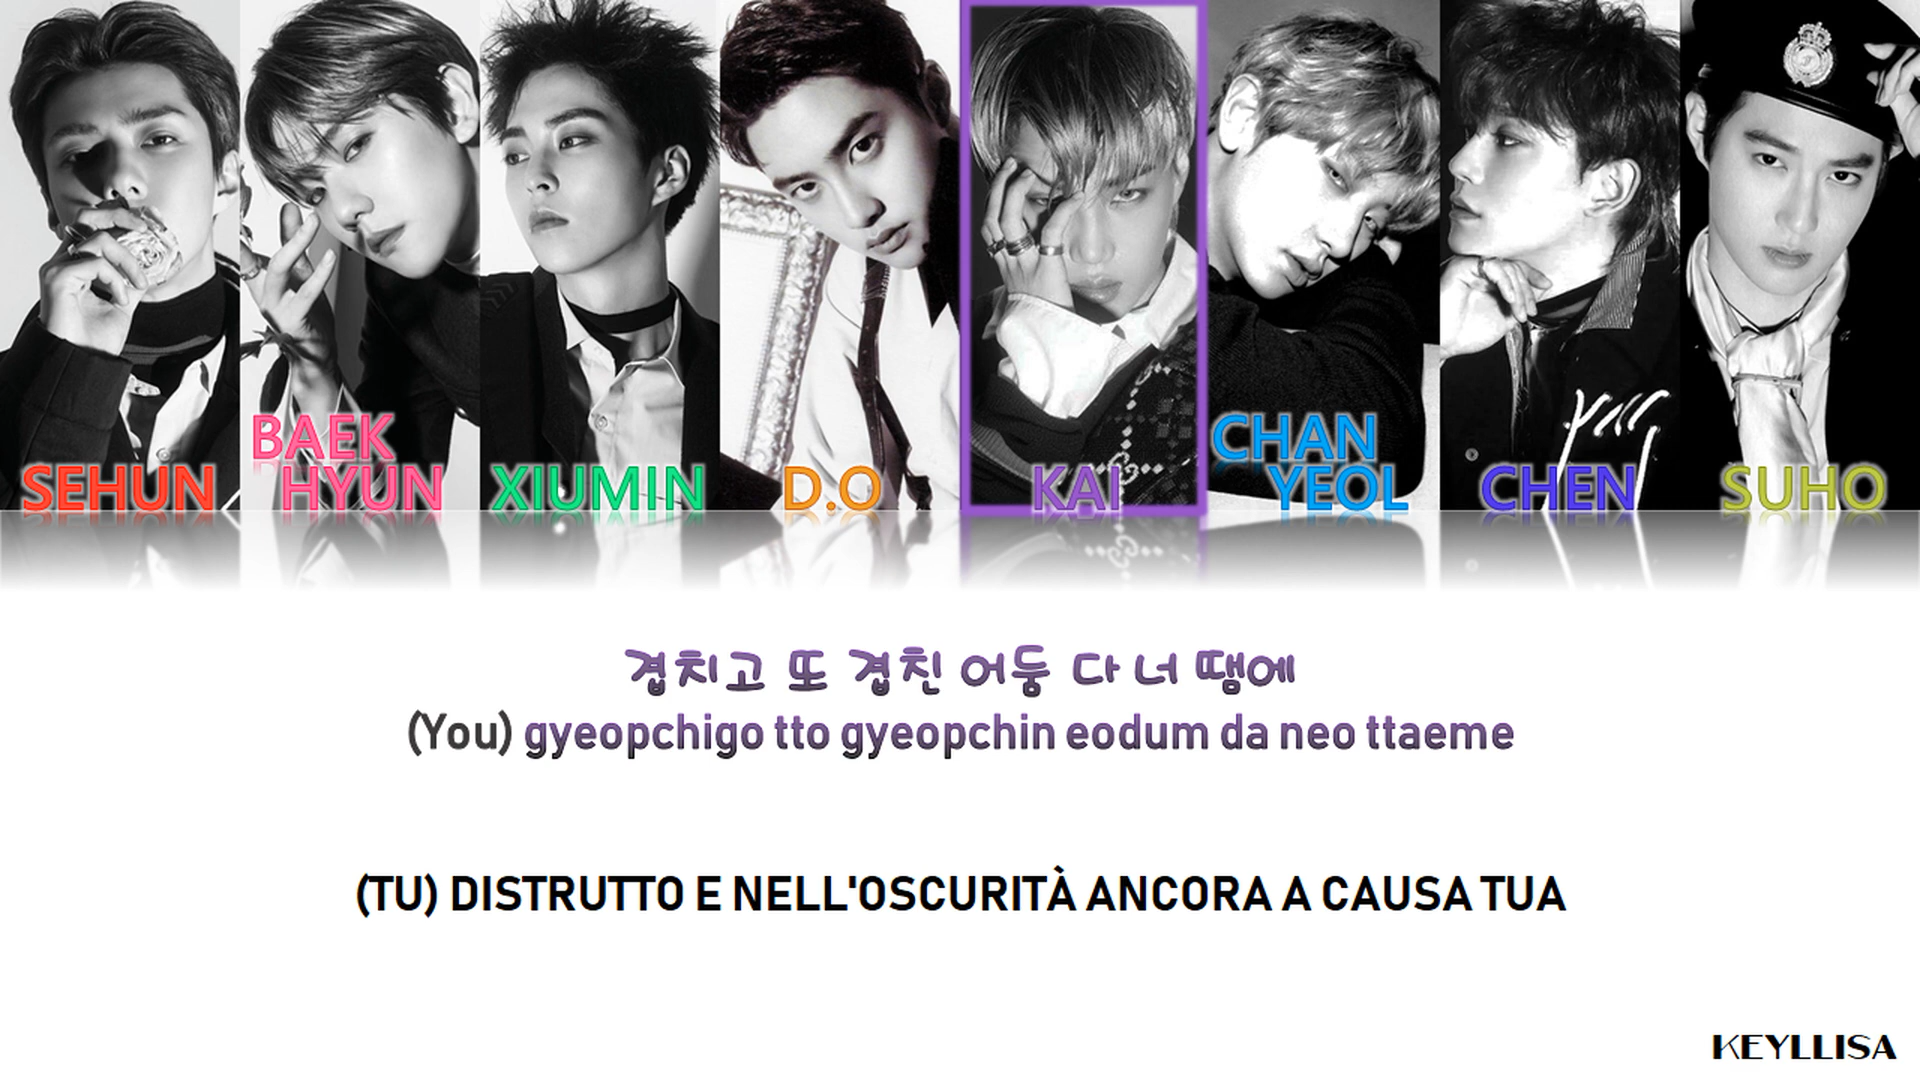 SEHUN
BAEK
HYUN
XIUMIN
D.O
KAI
CHAN
YEOL
CHEN
SUHO
겹치고 또 겹친 어둠 다 너 땜에
(You) gyeopchigo tto gyeopchin eodum da neo ttaeme
(TU) DISTRUTTO E NELL'OSCURITÀ ANCORA A CAUSA TUA
KEYLLISA